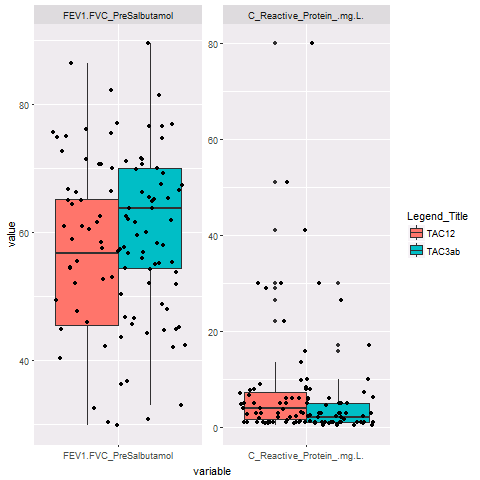 FEV1.FVC_PreSalbutamol
C_Reactive_Protein_.mg.L.
80
60
40
80
60
40
20
0
value
FEV1.FVC_PreSalbutamol
C_Reactive_Protein_.mg.L.
variable
Legend_Title
TAC12
TAC3ab